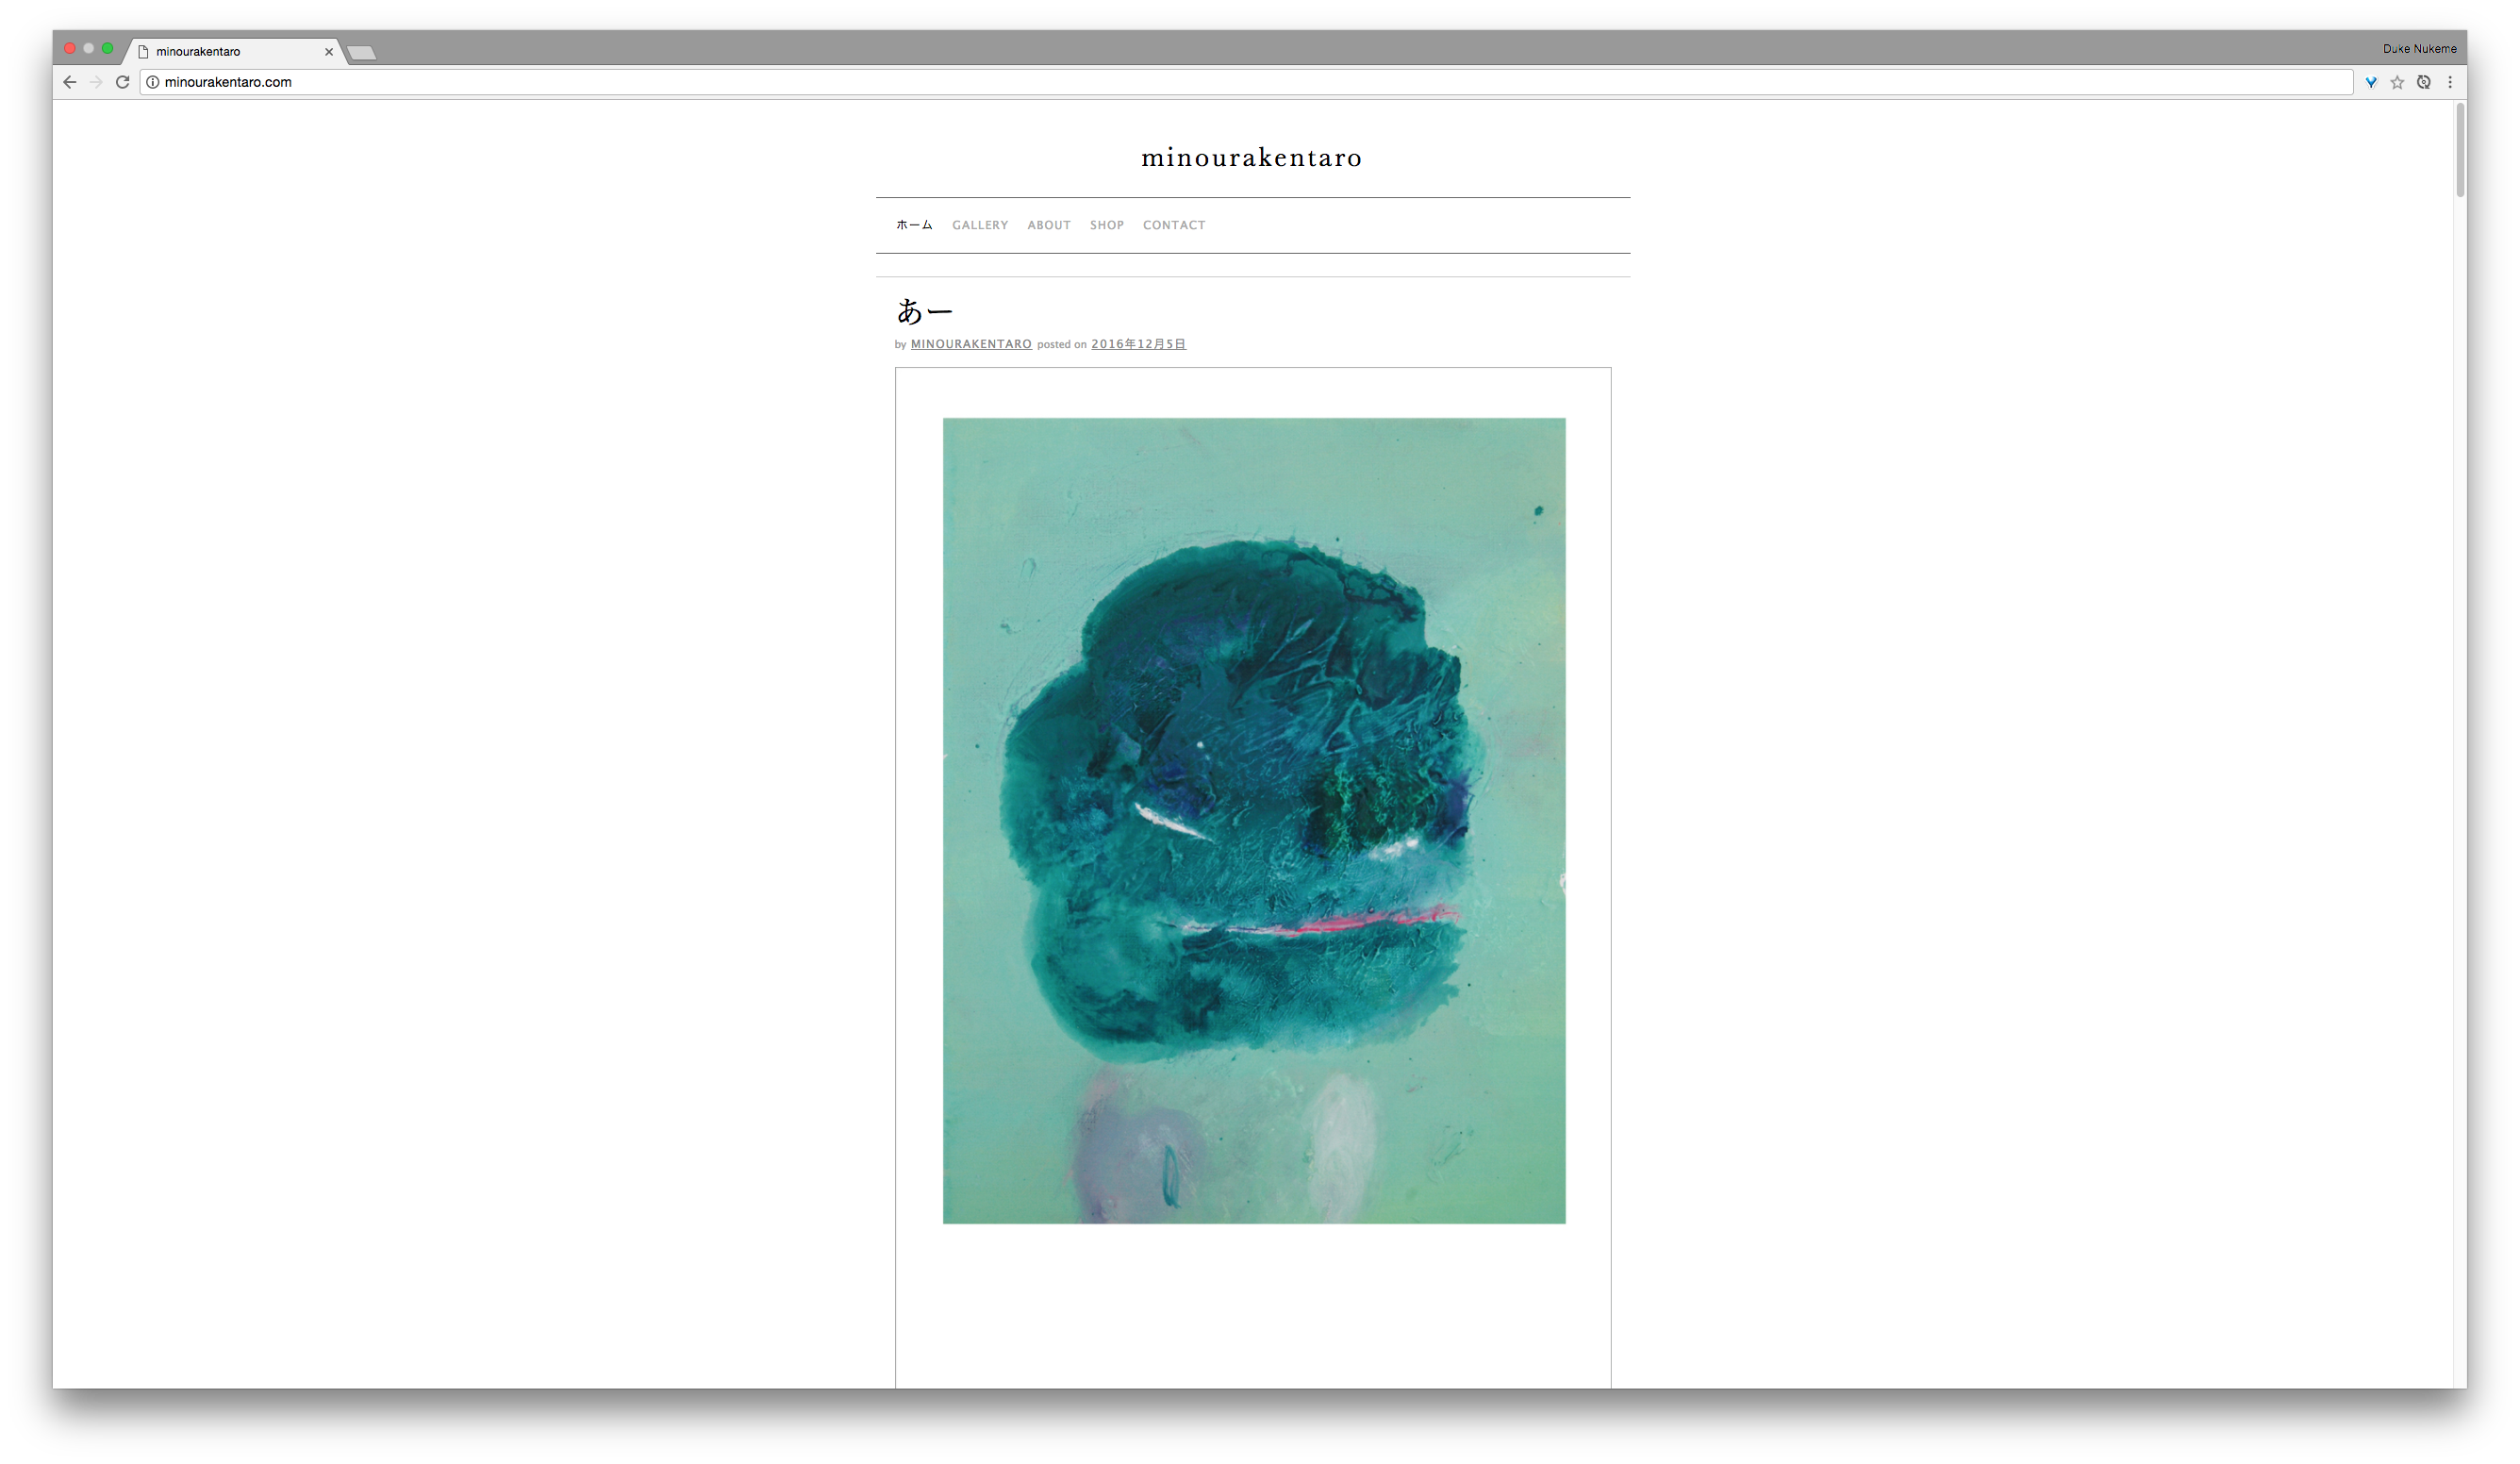 minourakentaro
Duke Nukeme
minourakentaro.com
minourakentaro
ホーム GALLERY ABOUT SHOP CONTACT
あー
by MINOURAKENTARO posted on 2016年12月5日